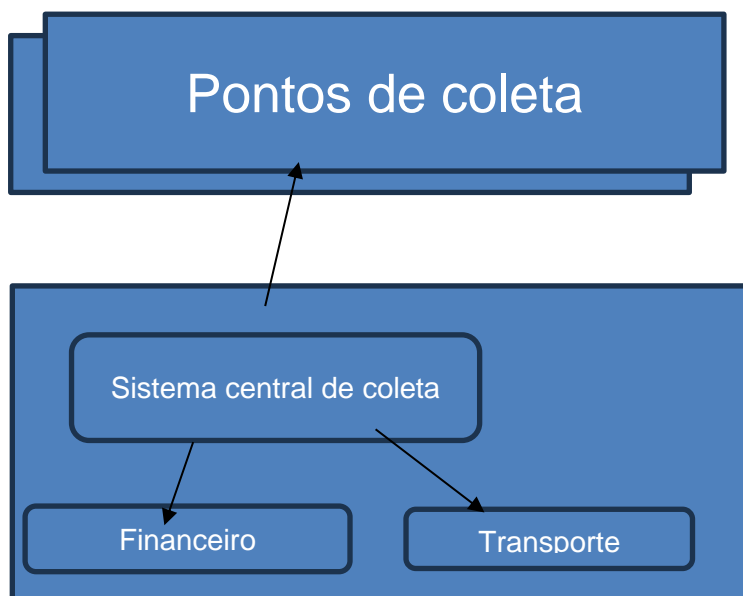 Pontos de coleta
Sistema central de coleta
Financeiro
Transporte